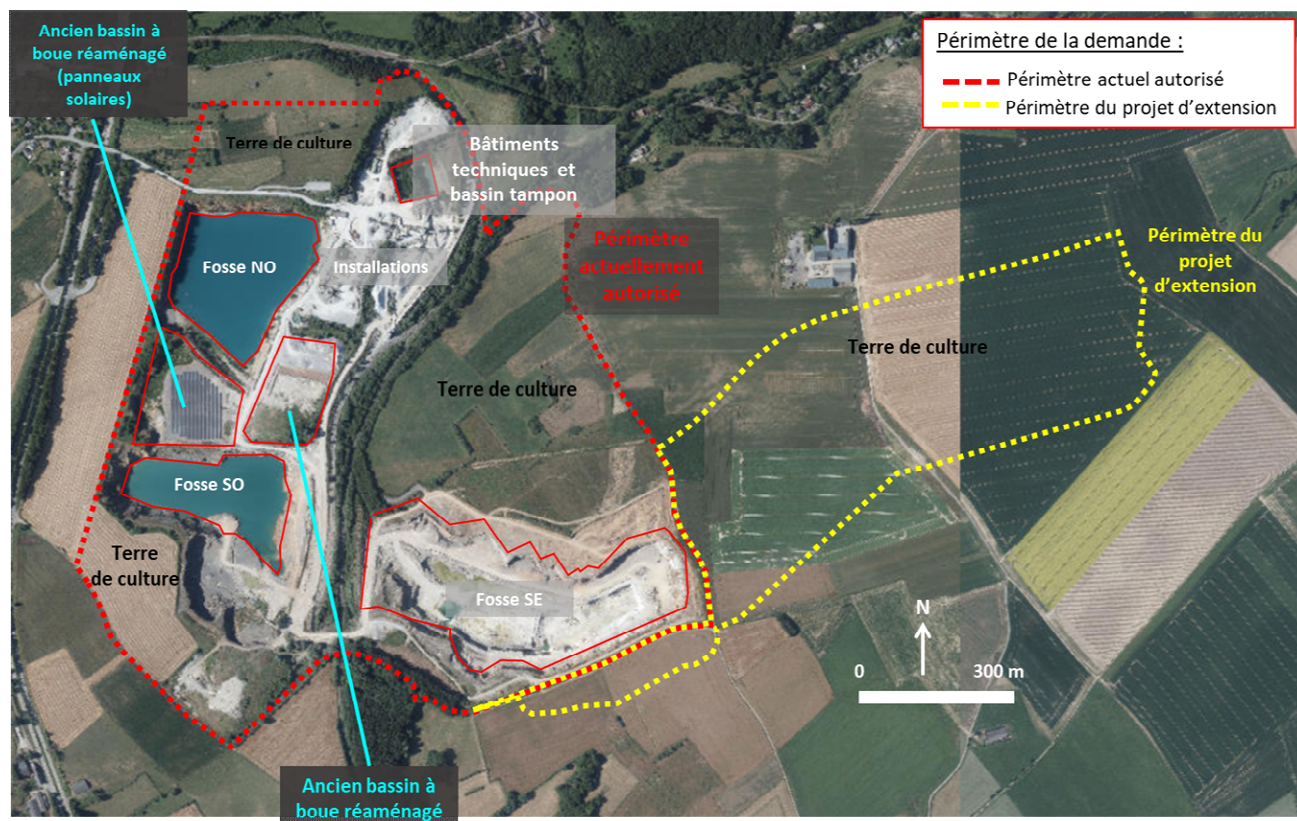 Ancien bassin à
boue réaménagé
(panneaux
solaires)
Périmètre de la demande :
Périmètre actuel autorisé
Périmètre du projet d’extension
Terre de culture
Bâtiments
techniques et
bassin tampon
Périmètre
actuellement
autorisé
Périmètre du
projet
d’extension
Fosse NO
Installations
Terre de culture
Terre de culture
Fosse SO
Terre
de culture
Fosse SE
N
0
300 m
Ancien bassin à
boue réaménagé